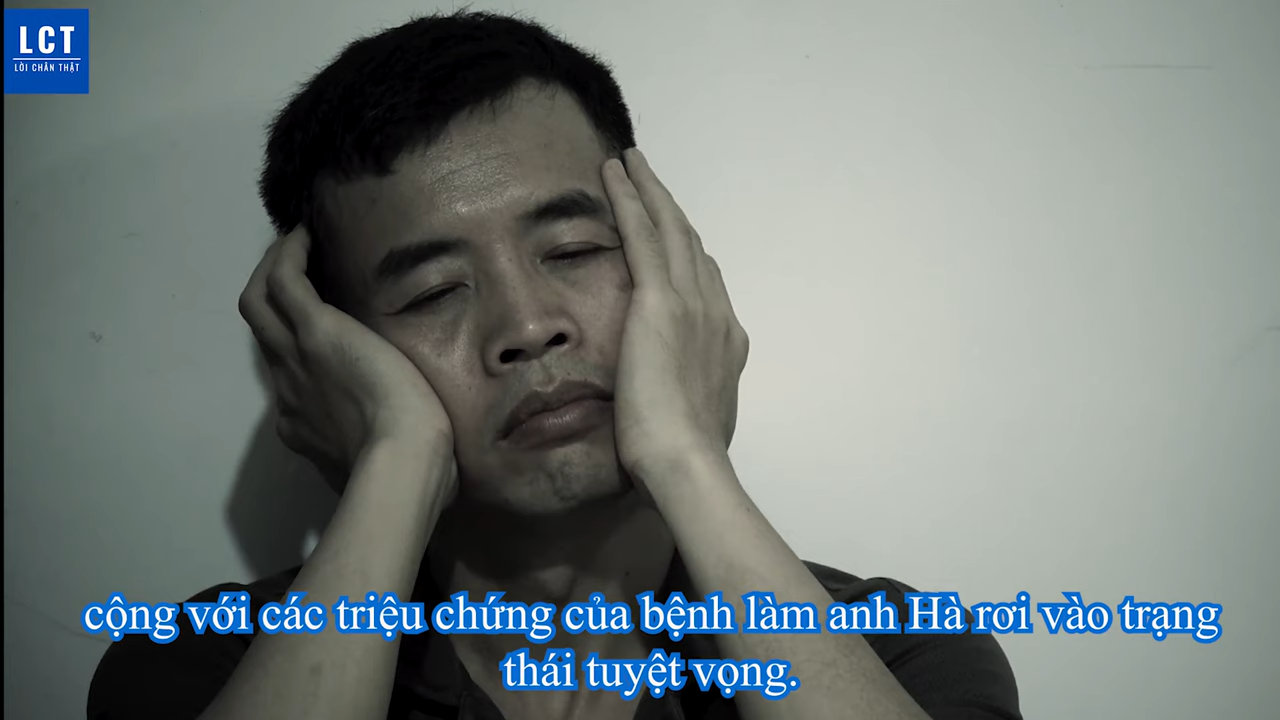 LCT
LỜI CHÂN THẬT
cộng với các triệu chứng của bệnh làm anh Hà rơi vào trạng
thái tuyệt vọng.